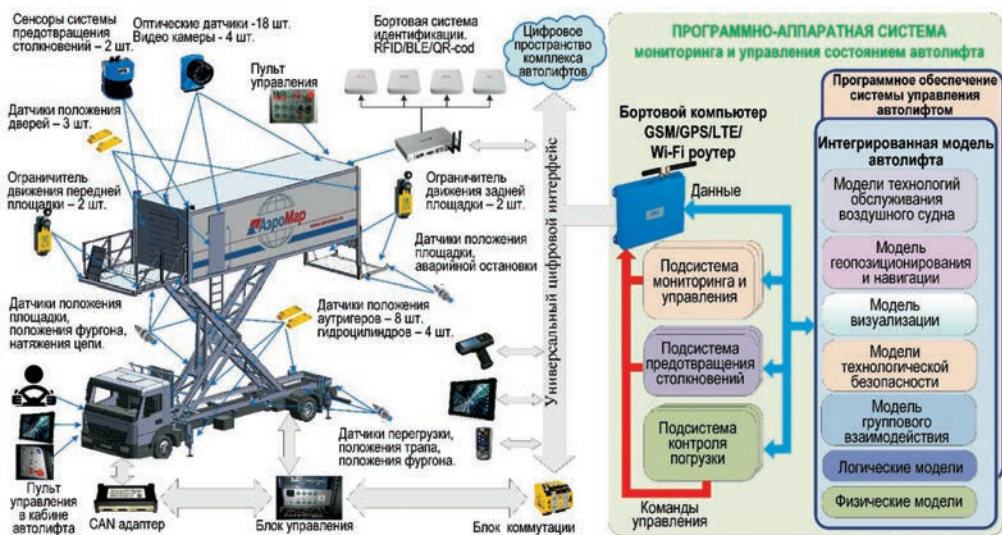 Сенсоры системы
предотвращения
столкновений – 2 шт.
Оптические датчики -18 шт.
Видео камеры - 4 шт.
Пульт
управления
Бортовая система
идентификации.
RFID/BLE/QR-cod
Цифровое
пространство
комплекса
автолифтов
Датчики положения
дверей – 3 шт.
Ограничитель
движения передней
площадки – 2 шт.
АэроМар
www.aeromar.ru
Ограничитель
движения задней
площадки – 2 шт.
Датчики положения
площадки,
аварийной остановки
Датчики положения
площадки,
положения фургона,
натяжения цепи.
Датчики положения
аутригеров – 8 шт.
гидроцилиндров – 4 шт.
Датчики перегрузки,
положения трапа,
положения фургона.
Пульт
управления
в кабине
автолифта
CAN адаптер
Блок управления
Блок коммутации
Универсальный цифровой интерфейс
ПРОГРАММНО-АППАРАТНАЯ СИСТЕМА
мониторинга и управления состоянием автолифта
Бортовой компьютер
GSM/GPS/LTE/
Wi-Fi роутер
Данные
Подсистема
мониторинга и
управления
Подсистема
предотвращения
столкновений
Подсистема
контроля
погрузки
Команды
управления
Программное обеспечение
системы управления
автолифтом
Интегрированная модель
автолифта
Модели технологий
обслуживания
воздушного судна
Модель
геопозиционирования
и навигации
Модель
визуализации
Модели
технологической
безопасности
Модель
группового
взаимодействия
Логические модели
Физические модели